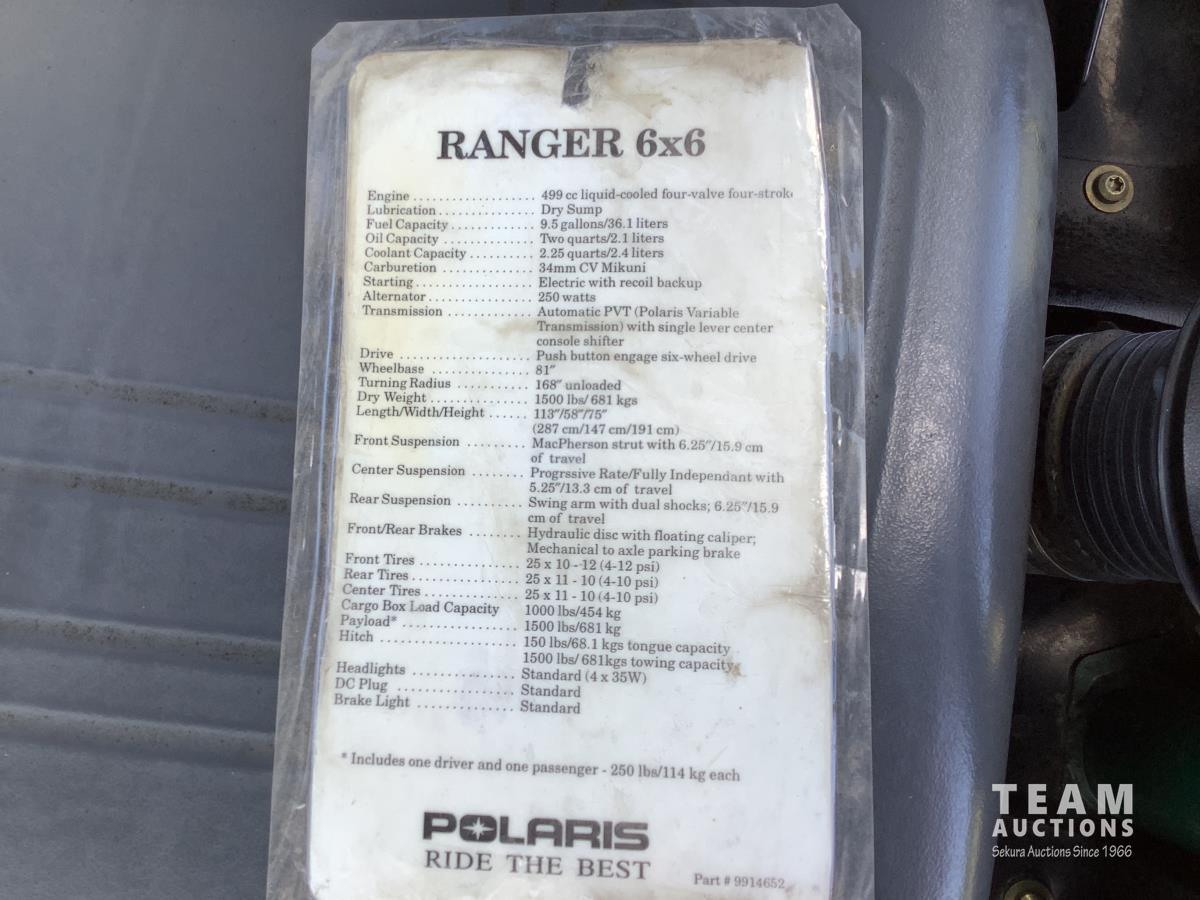 RANGER 6x6
Engine .................. 499 cc liquid-cooled four-valve four-stroke
Lubrication .............. Dry Sump
Fuel Capacity ............ 9.5 gallons/36.1 liters
Oil Capacity ............. Two quarts/2.1 liters
Coolant Capacity ......... 2.25 quarts/2.4 liters
Carburetion ............. 34mm CV Mikuni
Starting ................. Electric with recoil backup
Alternator ............... 250 watts
Transmission ............ Automatic PVT (Polaris Variable
Transmission) with single lever center
console shifter
Drive ................... Push button engage six-wheel drive
Wheelbase .............. 81″
Turning Radius .......... 168″ unloaded
Dry Weight .............. 1500 lbs/ 681 kgs
Length/Width/Height ...... 113″/58″/75″
(287 cm/147 cm/191 cm)
Front Suspension ......... MacPherson strut with 6.25″/15.9 cm
of travel
Center Suspension ........ Progrssive Rate/Fully Independant with
5.25″/13.3 cm of travel
Rear Suspension .......... Swing arm with dual shocks; 6.25″/15.9
cm of travel
Front/Rear Brakes ........ Hydraulic disc with floating caliper;
Mechanical to axle parking brake
Front Tires .............. 25 x 10 -12 (4-12 psi)
Rear Tires ............... 25 x 11 - 10 (4-10 psi)
Center Tires ............. 25 x 11 - 10 (4-10 psi)
Cargo Box Load Capacity 1000 lbs/454 kg
Payload* ................ 1500 lbs/681 kg
Hitch ................... 150 lbs/68.1 kgs tongue capacity
1500 lbs/ 681kgs towing capacity
Headlights ............... Standard (4 x 35W)
DC Plug ................. Standard
Brake Light ............. Standard
* Includes one driver and one passenger - 250 lbs/114 kg each
POLARIS
RIDE THE BEST
Part # 9914652
TEAM
AUCTIONS
Sekura Auctions Since 1966